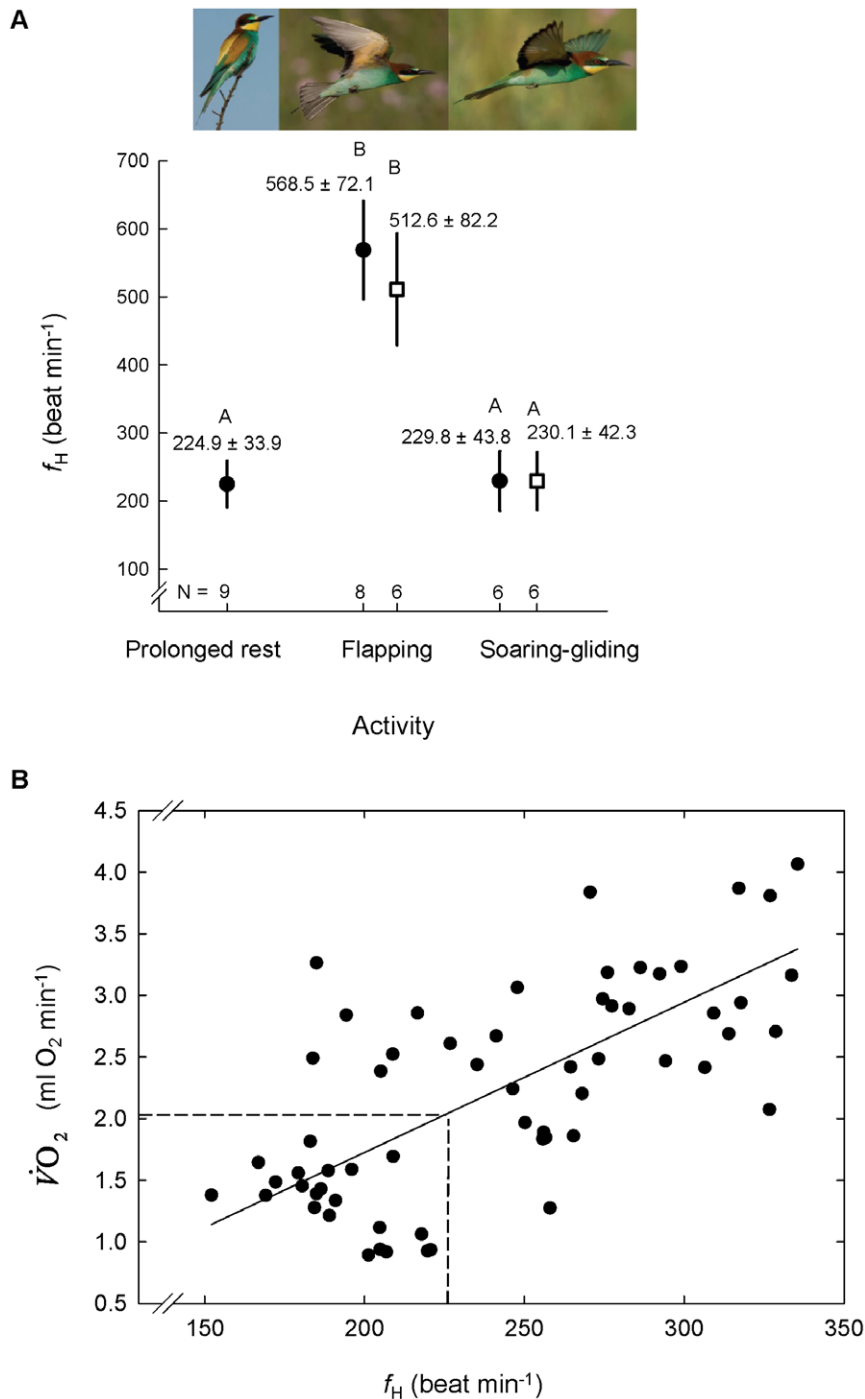 A
B
B
700
568.5 ± 72.1
512.6 ± 82.2
600
500
400
300
200
100
fH (beat min-1)
A
224.9 ± 33.9
A
A
229.8 ± 43.8
230.1 ± 42.3
N = 9 8 6 6 6
Prolonged rest Flapping Soaring-gliding
Activity
B
4.5
4.0
3.5
3.0
2.5
2.0
1.5
1.0
0.5
V̇O2 (ml O2 min-1)
150 200 250 300 350
fH (beat min-1)